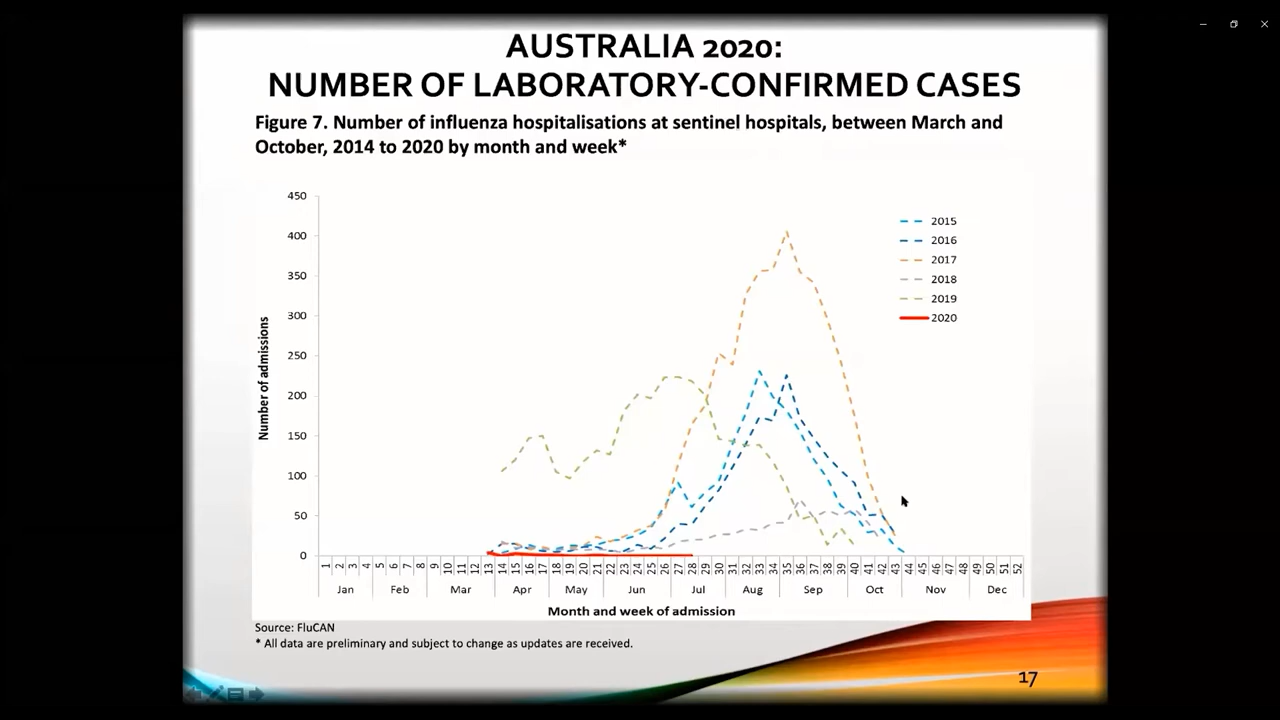 AUSTRALIA 2020:
NUMBER OF LABORATORY-CONFIRMED CASES
Figure 7. Number of influenza hospitalisations at sentinel hospitals, between March and
October, 2014 to 2020 by month and week*
450
400
350
300
250
200
150
100
50
0
Number of admissions
2015
2016
2017
2018
2019
2020
1 2 3 4 5 6 7 8 9 10 11 12 13 14 15 16 17 18 19 20 21 22 23 24 25 26 27 28 29 30 31 32 33 34 35 36 37 38 39 40 41 42 43 44 45 46 47 48 49 50 51 52
Jan Feb Mar Apr May Jun Jul Aug Sep Oct Nov Dec
Month and week of admission
Source: FluCAN
* All data are preliminary and subject to change as updates are received.
17